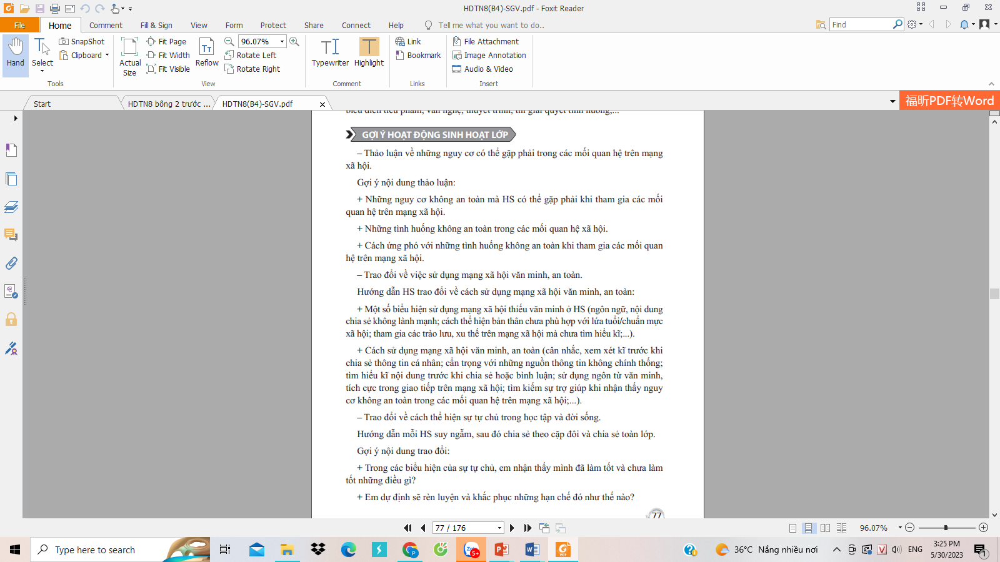 HDTN8(B4)-SGV.pdf - Foxit Reader
File Home Comment Fill & Sign View Form Protect Share Connect Help Tell me what you want to do.. Find
Hand
Select
SnapShot
Clipboard
Tools
Actual Size
Fit Page
Fit Width
Fit Visible
Reflow
96.07%
Rotate Left
Rotate Right
View
Typewriter
Highlight
Comment
Link
Bookmark
Links
File Attachment
Image Annotation
Audio & Video
Insert
Start HDTN8 bông 2 trước ... HDTN8(B4)-SGV.pdf
福昕PDF转Word
biểu diễn tiểu phẩm, văn nghệ, thuyết trình, thi giải quyết tình huống,...
GỢI Ý HOẠT ĐỘNG SINH HOẠT LỚP
– Thảo luận về những nguy cơ có thể gặp phải trong các mối quan hệ trên mạng
xã hội.
Gợi ý nội dung thảo luận:
+ Những nguy cơ không an toàn mà HS có thể gặp phải khi tham gia các mối
quan hệ trên mạng xã hội.
+ Những tình huống không an toàn trong các mối quan hệ xã hội.
+ Cách ứng phó với những tình huống không an toàn khi tham gia các mối quan
hệ trên mạng xã hội.
– Trao đổi về việc sử dụng mạng xã hội văn minh, an toàn.
Hướng dẫn HS trao đổi về cách sử dụng mạng xã hội văn minh, an toàn:
+ Một số biểu hiện sử dụng mạng xã hội thiếu văn minh ở HS (ngôn ngữ, nội dung
chia sẻ không lành mạnh; cách thể hiện bản thân chưa phù hợp với lứa tuổi/chuẩn mực
xã hội; tham gia các trào lưu, xu thế trên mạng xã hội mà chưa tìm hiểu kĩ;...).
+ Cách sử dụng mạng xã hội văn minh, an toàn (cân nhắc, xem xét kĩ trước khi
chia sẻ thông tin cá nhân; cẩn trọng với những nguồn thông tin không chính thống;
tìm hiểu kĩ nội dung trước khi chia sẻ hoặc bình luận; sử dụng ngôn từ văn minh,
tích cực trong giao tiếp trên mạng xã hội; tìm kiếm sự trợ giúp khi nhận thấy nguy
cơ không an toàn trong các mối quan hệ trên mạng xã hội;...).
– Trao đổi về cách thể hiện sự tự chủ trong học tập và đời sống.
Hướng dẫn mỗi HS suy ngẫm, sau đó chia sẻ theo cặp đôi và chia sẻ toàn lớp.
Gợi ý nội dung trao đổi:
+ Trong các biểu hiện của sự tự chủ, em nhận thấy mình đã làm tốt và chưa làm
tốt những điều gì?
+ Em dự định sẽ rèn luyện và khắc phục những hạn chế đó như thế nào?
77
77 / 176
96.07%
Type here to search
5+
36°C Nắng nhiều nơi
ENG
3:25 PM
5/30/2023
1